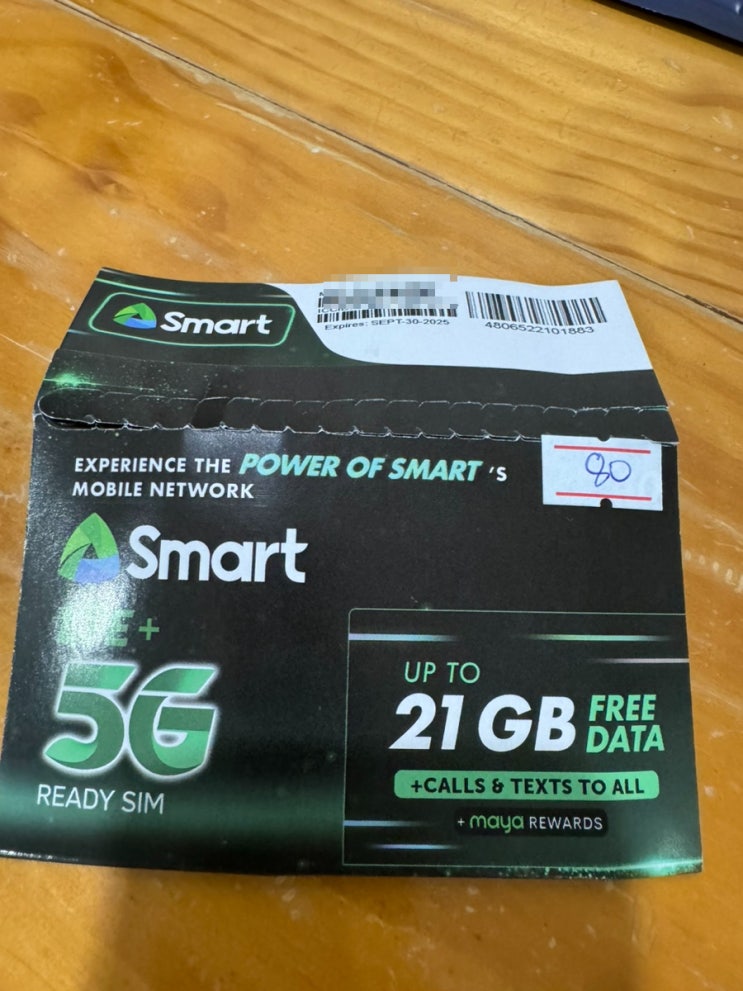 Smart
Expires: SEPT-30-2025
4806522101883
EXPERIENCE THE POWER OF SMART 'S
MOBILE NETWORK
80
Smart
5G
READY SIM
UP TO
21 GB FREE DATA
+CALLS & TEXTS TO ALL
+ maya REWARDS